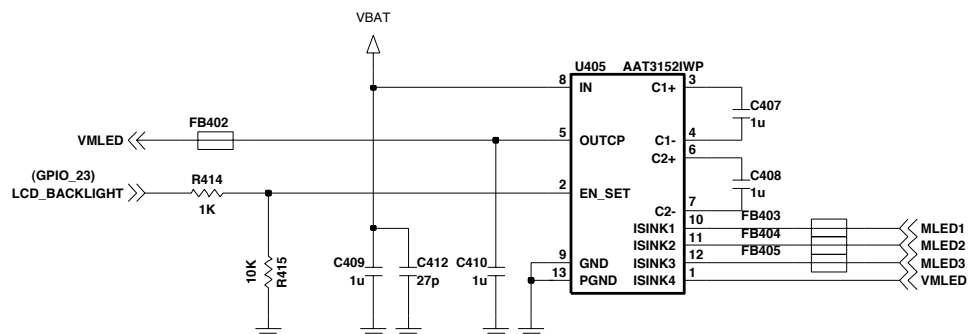 VBAT
U405 AAT3152IWP
8 IN C1+ 3
C407
1u
FB402
VMLED 5 OUTCP C1- 4
C2+ 6
(GPIO_23)
LCD_BACKLIGHT R414 2 EN_SET C408
1K 1u
C2- 7
ISINK1 10 FB403 MLED1
ISINK2 11 FB404 MLED2
10K R415 C409 C412 C410 9 GND ISINK3 12 FB405 MLED3
1u 27p 1u 13 PGND ISINK4 1 VMLED